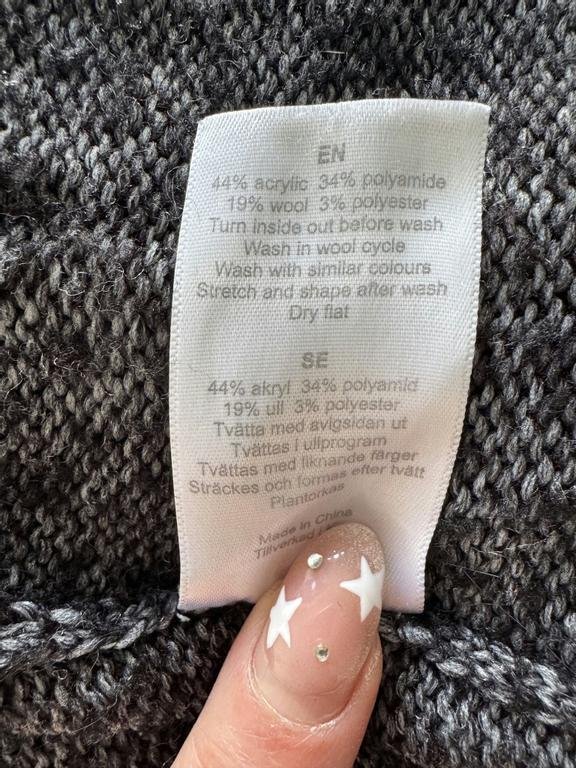 EN
44% acrylic 34% polyamide
19% wool 3% polyester
Turn inside out before wash
Wash in wool cycle
Wash with similar colours
Stretch and shape after wash
Dry flat
SE
44% akryl 34% polyamid
19% ull 3% polyester
Tvätta med avigsidan ut
Tvättas i ullprogram
Tvättas med liknande färger
Sträckes och formas efter tvätt
Plantorkas
Made in China
Tillverkad i